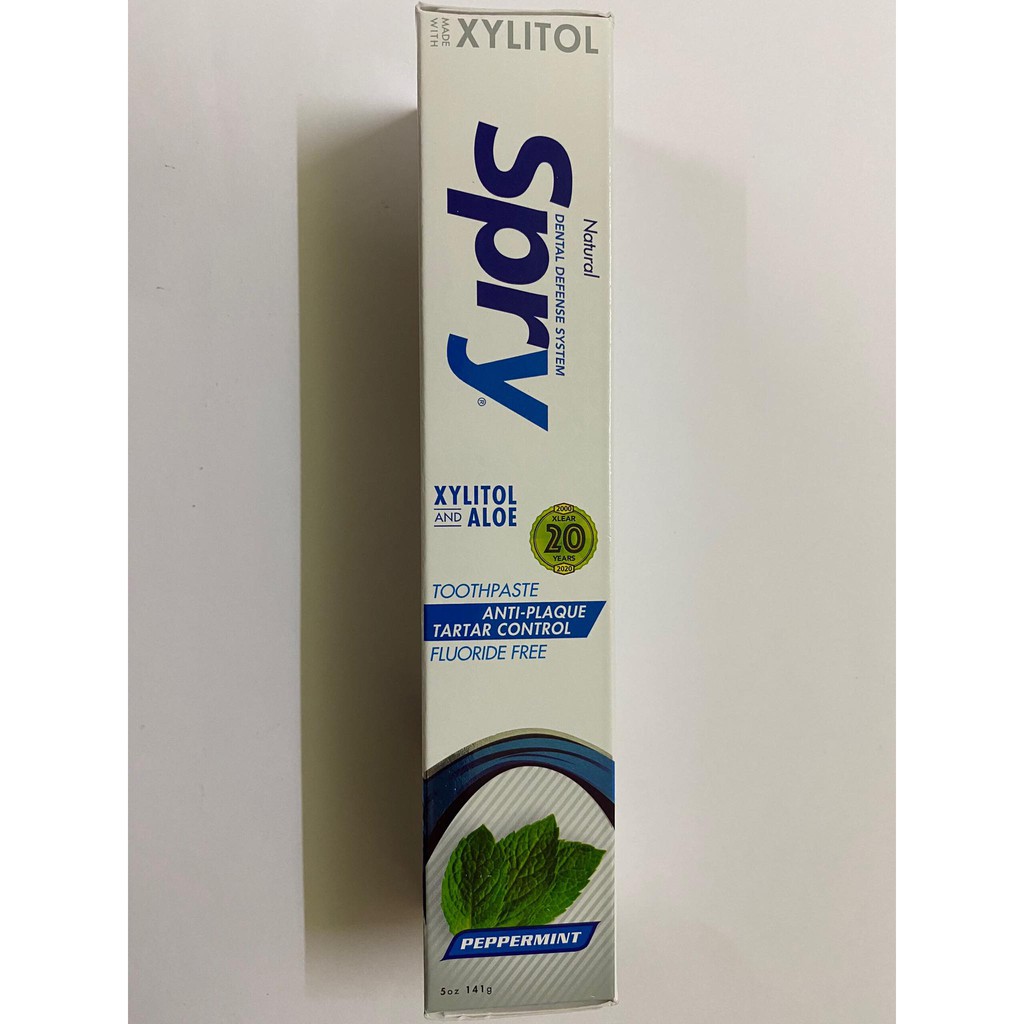 MADE
WITH
XYLITOL
Natural
Spry®
DENTAL DEFENSE SYSTEM
XYLITOL
AND ALOE
2000
XLEAR
20
YEARS
2020
TOOTHPASTE
ANTI-PLAQUE
TARTAR CONTROL
FLUORIDE FREE
PEPPERMINT
5oz 141g